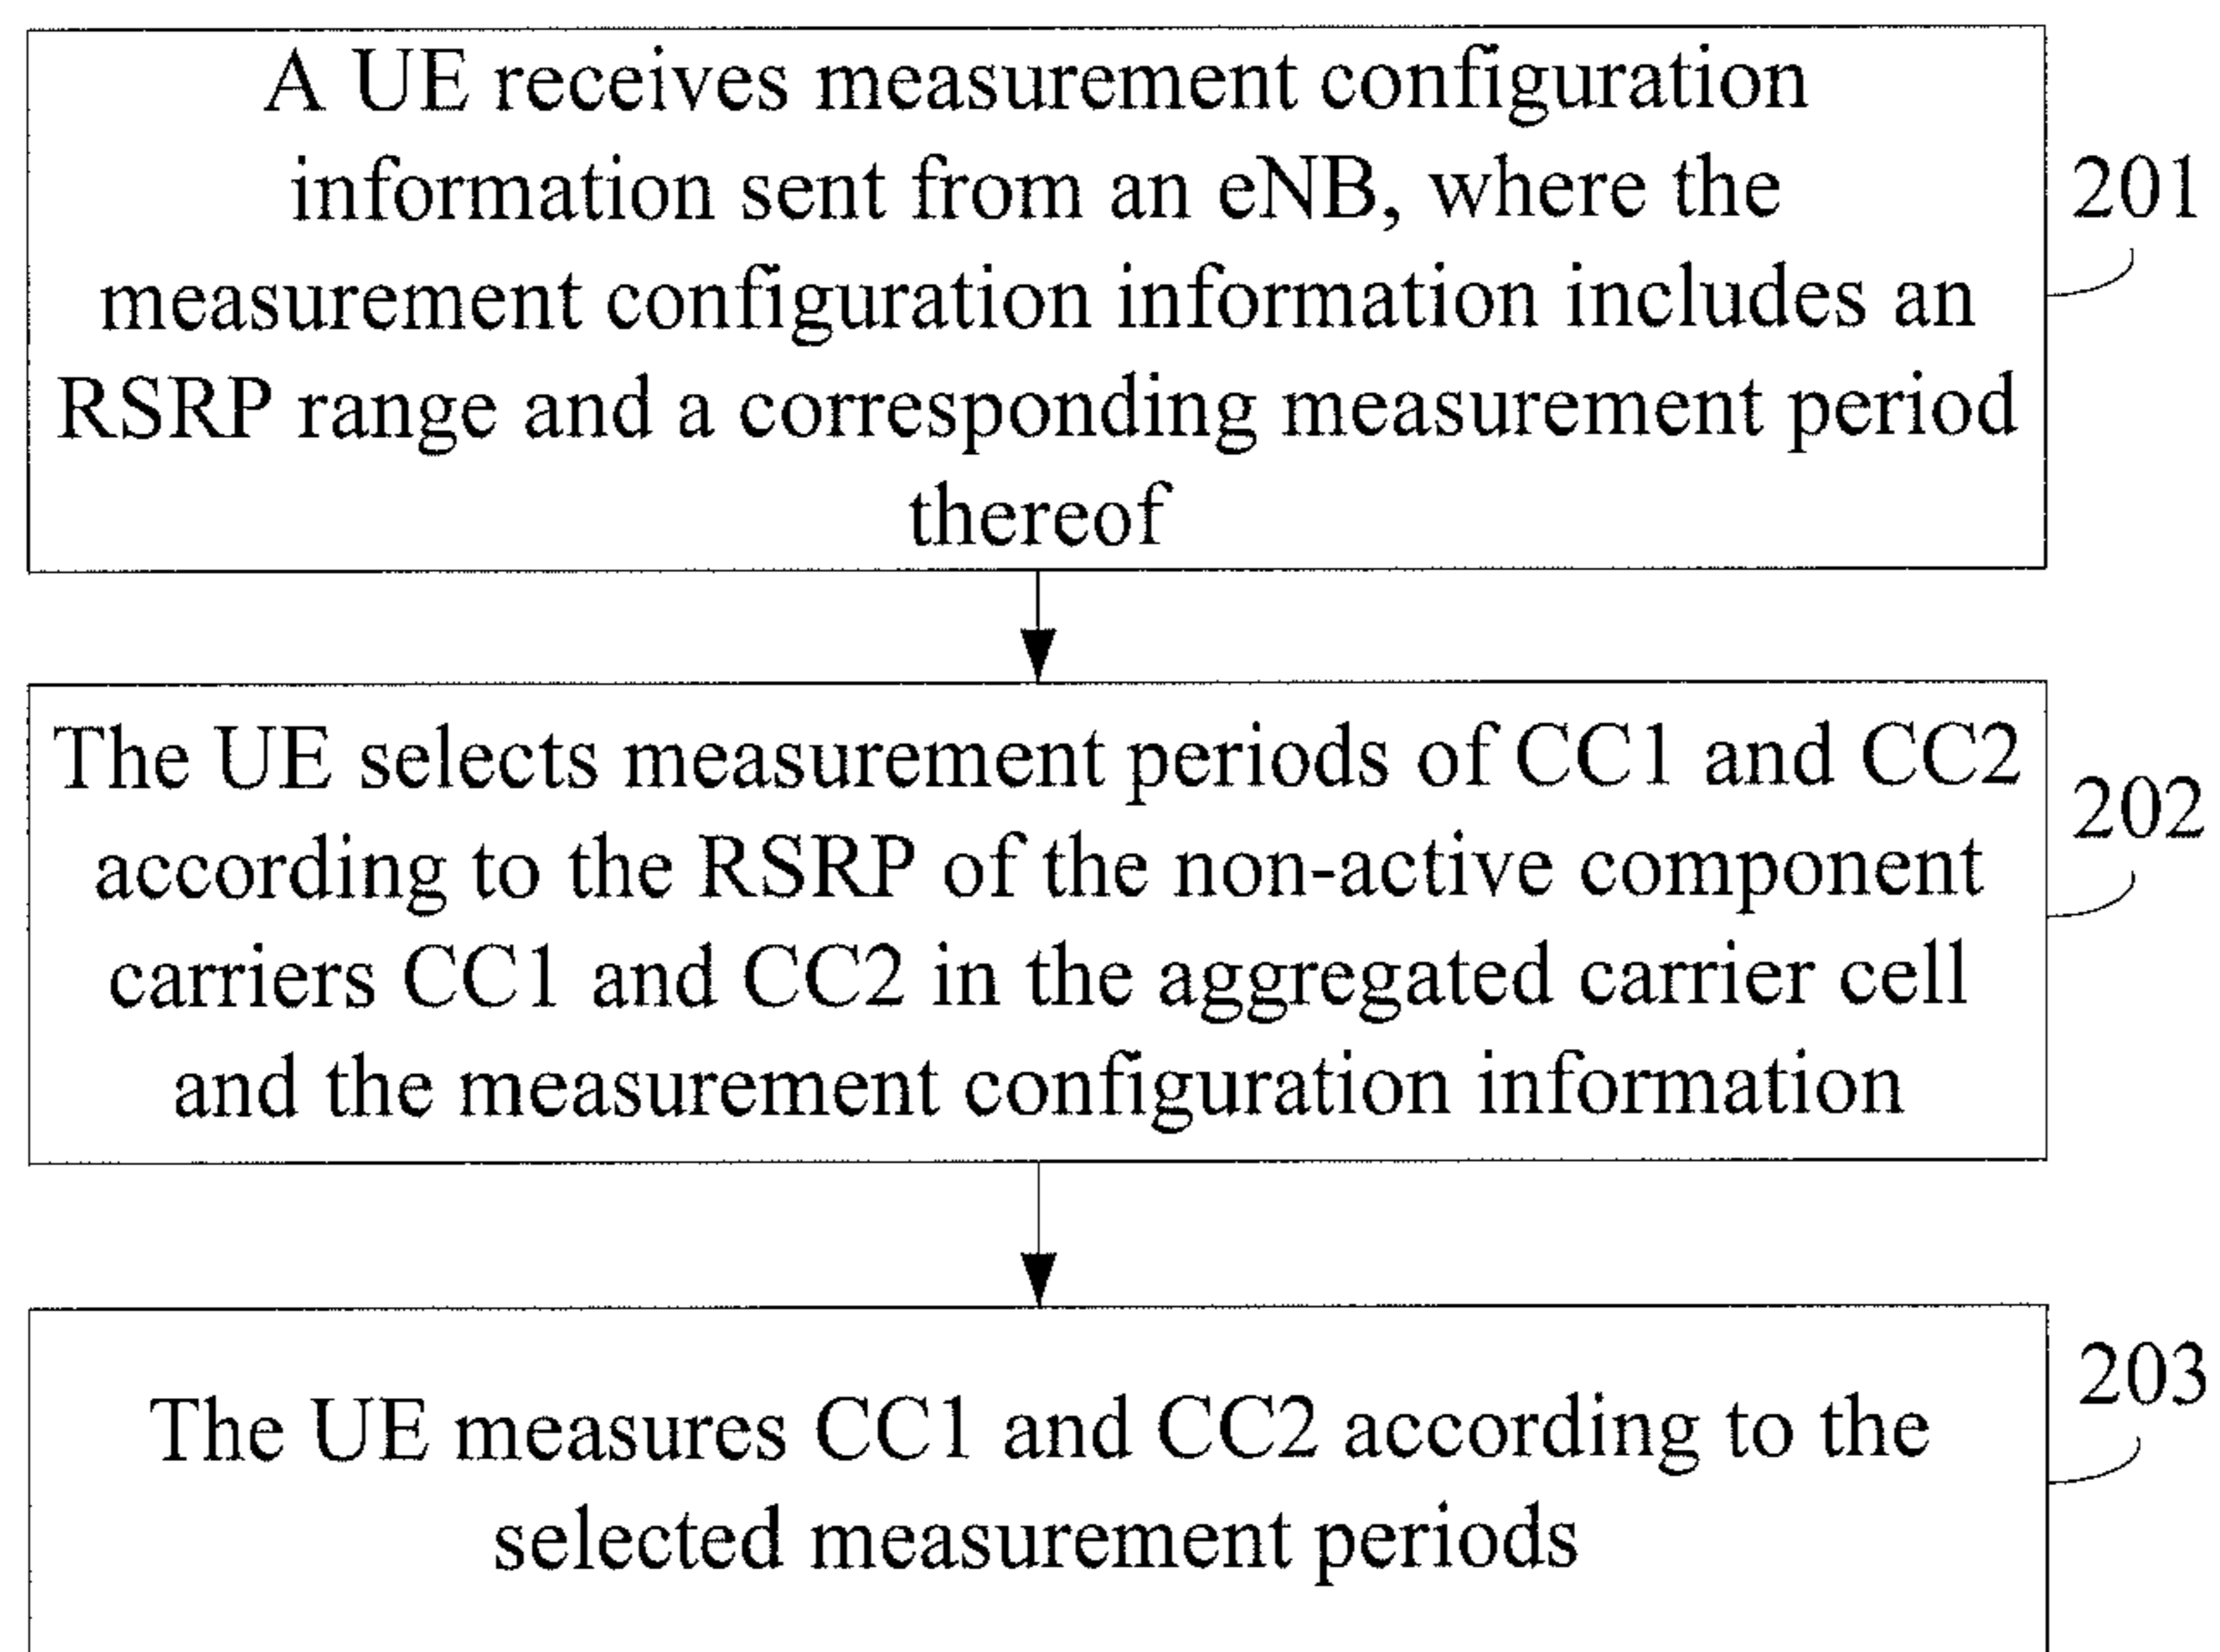 A UE receives measurement configuration
information sent from an eNB, where the
measurement configuration information includes an
RSRP range and a corresponding measurement period
thereof
201
The UE selects measurement periods of CC1 and CC2
according to the RSRP of the non-active component
carriers CC1 and CC2 in the aggregated carrier cell
and the measurement configuration information
202
The UE measures CC1 and CC2 according to the
selected measurement periods
203